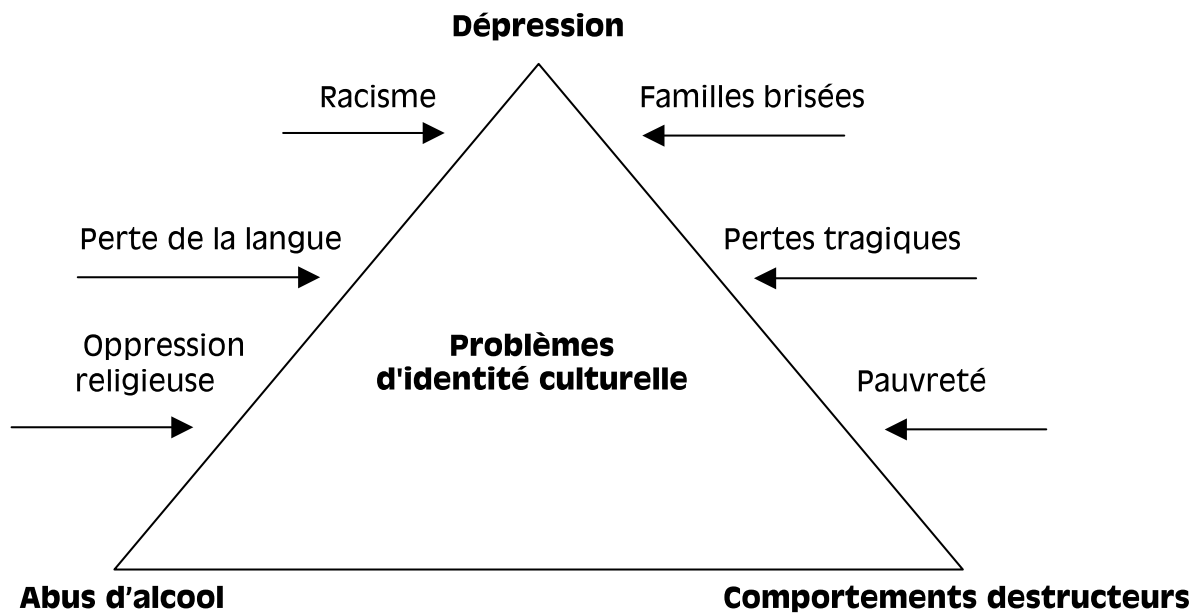 Dépression
Racisme
Familles brisées
Perte de la langue
Pertes tragiques
Oppression
religieuse
Problèmes
d'identité culturelle
Pauvreté
Abus d’alcool
Comportements destructeurs